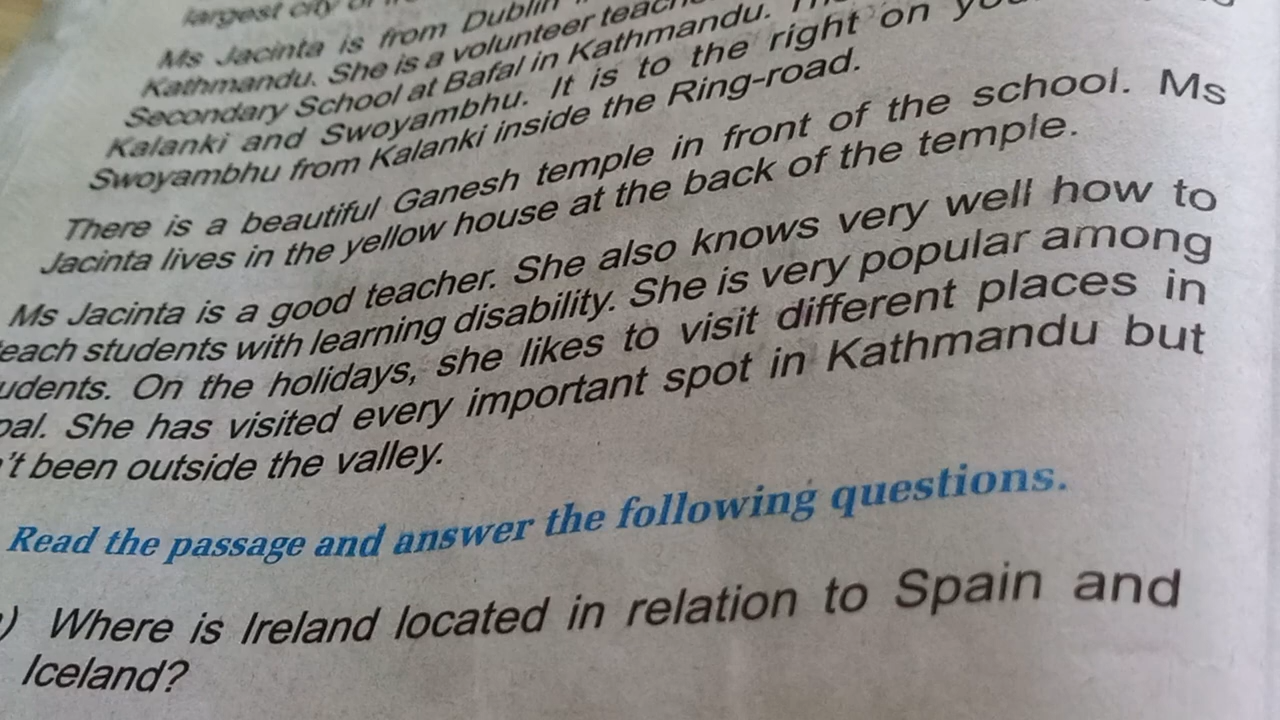 largest city of
Ms Jacinta is from Dublin
Kathmandu. She is a volunteer
Secondary School at Bafal in Kathmandu.
Kalanki and Swoyambhu. It is to the right on
Swoyambhu from Kalanki inside the Ring-road.
There is a beautiful Ganesh temple in front of the school. Ms
Jacinta lives in the yellow house at the back of the temple.
Ms Jacinta is a good teacher. She also knows very well how to
each students with learning disability. She is very popular among
udents. On the holidays, she likes to visit different places in
pal. She has visited every important spot in Kathmandu but
't been outside the valley.
Read the passage and answer the following questions.
) Where is Ireland located in relation to Spain and
Iceland?